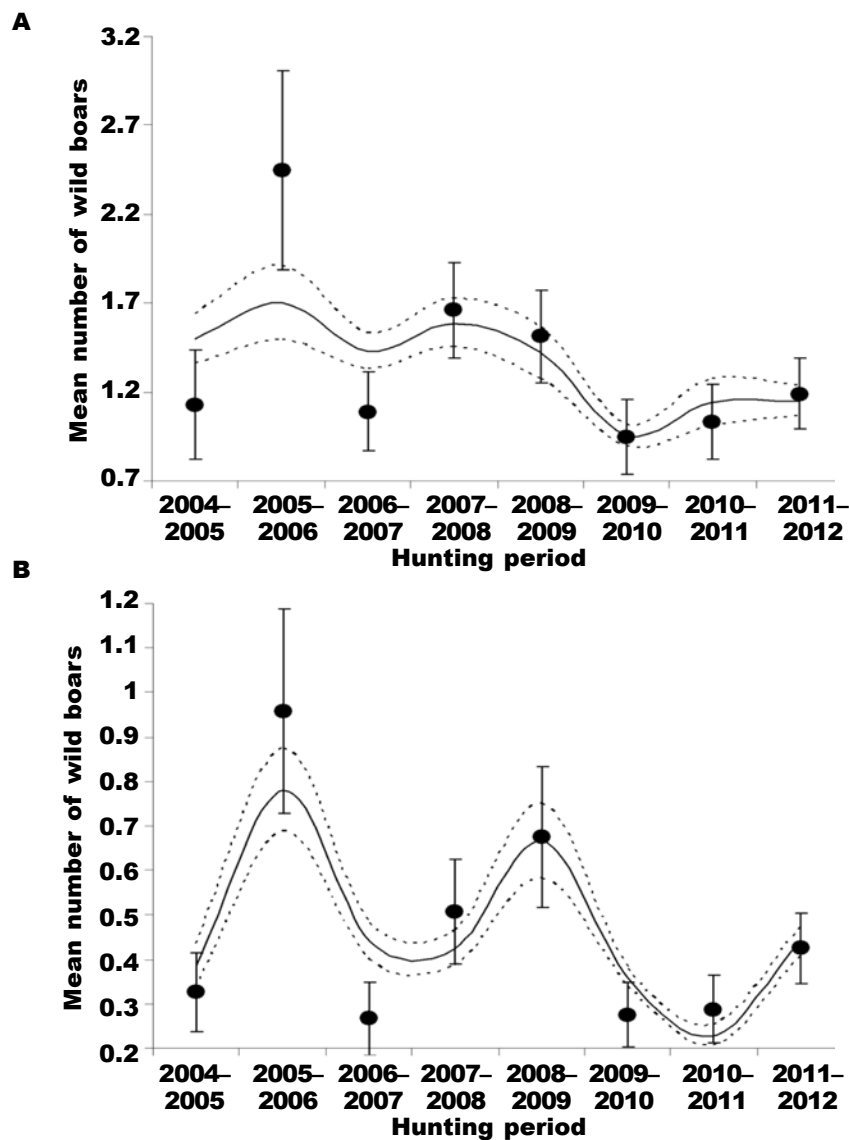 A
3.2
2.7
2.2
1.7
1.2
0.7
Mean number of wild boars
2004– 2005– 2006– 2007– 2008– 2009– 2010– 2011–
2005 2006 2007 2008 2009 2010 2011 2012
Hunting period
B
1.2
1.1
1
0.9
0.8
0.7
0.6
0.5
0.4
0.3
0.2
Mean number of wild boars
2004– 2005– 2006– 2007– 2008– 2009– 2010– 2011–
2005 2006 2007 2008 2009 2010 2011 2012
Hunting period